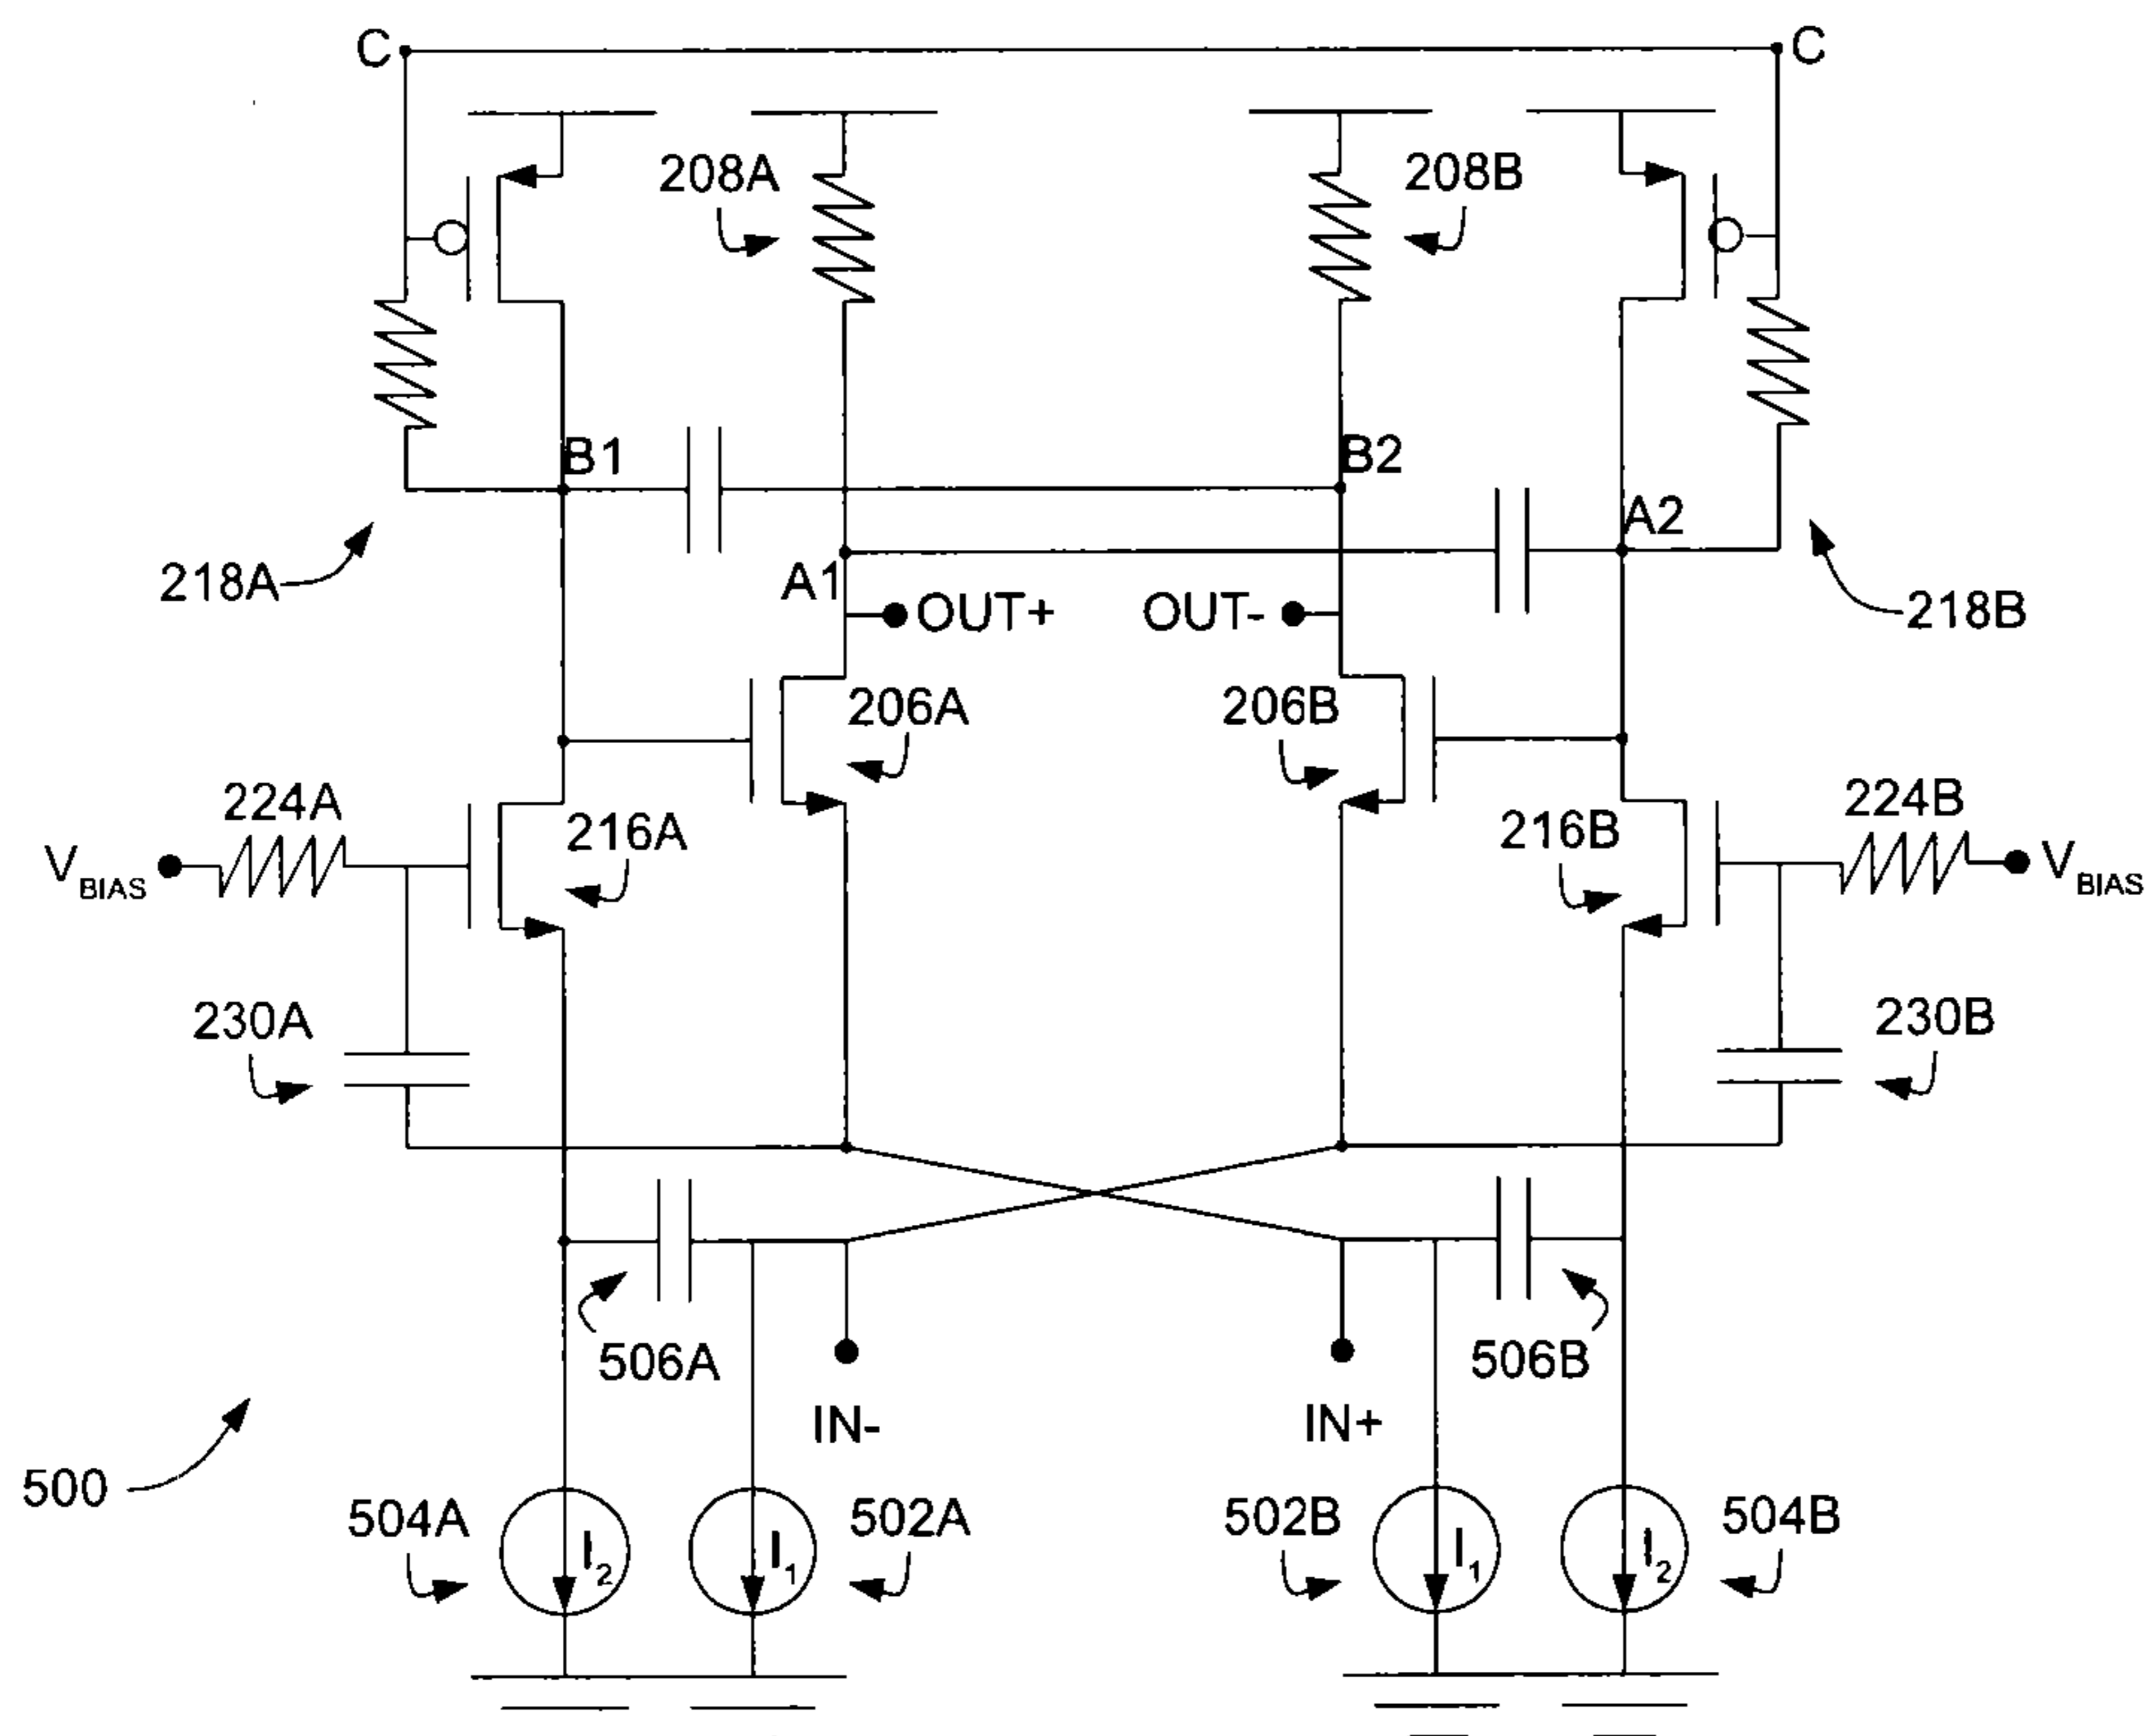 C C
208A 208B
B1 B2
A2
218A A1 OUT+ OUT- 218B
206A 206B
224A 216A 216B 224B
VBIAS VBIAS
230A 230B
506A 506B
IN- IN+
500
504A I2 I1 502A 502B I1 I2 504B